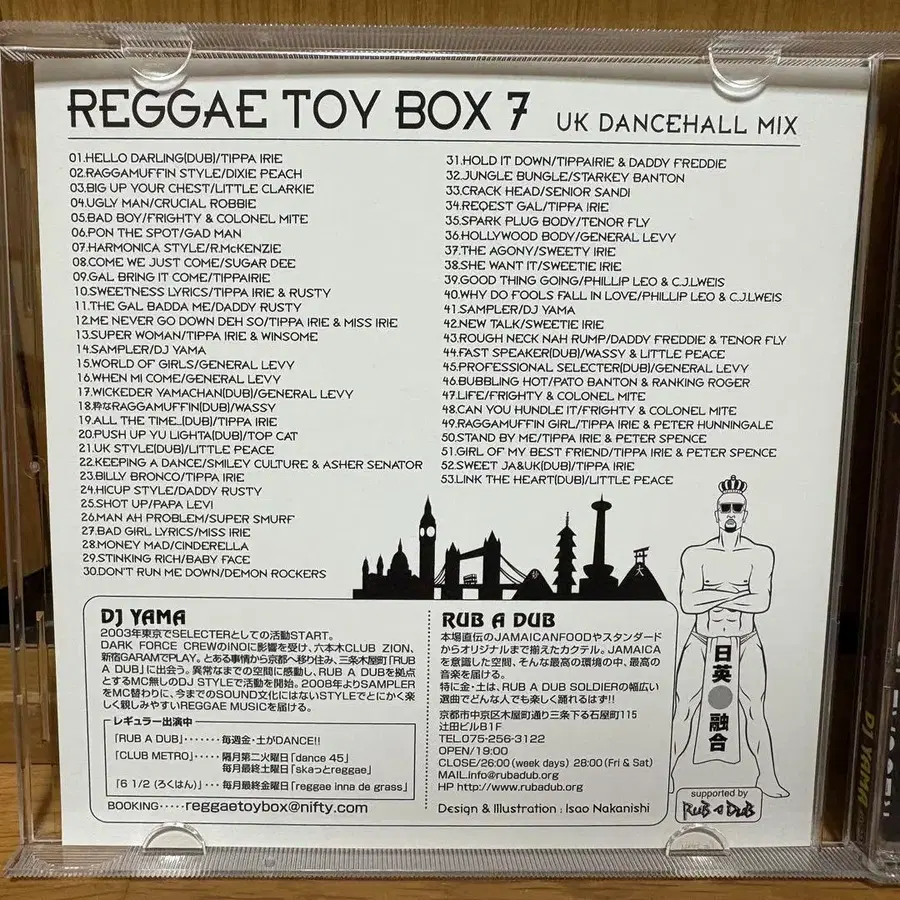 REGGAE TOY BOX 7 UK DANCEHALL MIX
01.HELLO DARLING(DUB)/TIPPA IRIE
02.RAGGAMUFFIN STYLE/DIXIE PEACH
03.BIG UP YOUR CHEST/LITTLE CLARKIE
04.UGLY MAN/CRUCIAL ROBBIE
05.BAD BOY/FRIGHTY & COLONEL MITE
06.PON THE SPOT/GAD MAN
07.HARMONICA STYLE/R.McKENZIE
08.COME WE JUST COME/SUGAR DEE
09.GAL BRING IT COME/TIPPAIRIE
10.SWEETNESS LYRICS/TIPPA IRIE & RUSTY
11.THE GAL BADDA ME/DADDY RUSTY
12.ME NEVER GO DOWN DEH SO/TIPPA IRIE & MISS IRIE
13.SUPER WOMAN/TIPPA IRIE & WINSOME
14.SAMPLER/DJ YAMA
15.WORLD OF GIRLS/GENERAL LEVY
16.WHEN MI COME/GENERAL LEVY
17.WICKEDER YAMACHAN(DUB)/GENERAL LEVY
18.粋なRAGGAMUFFIN(DUB)/WASSY
19.ALL THE TIME..(DUB)/TIPPA IRIE
20.PUSH UP YU LIGHTA(DUB)/TOP CAT
21.UK STYLE(DUB)/LITTLE PEACE
22.KEEPING A DANCE/SMILEY CULTURE & ASHER SENATOR
23.BILLY BRONCO/TIPPA IRIE
24.HICUP STYLE/DADDY RUSTY
25.SHOT UP/PAPA LEVI
26.MAN AH PROBLEM/SUPER SMURF
27.BAD GIRL LYRICS/MISS IRIE
28.MONEY MAD/CINDERELLA
29.STINKING RICH/BABY FACE
30.DON'T RUN ME DOWN/DEMON ROCKERS
31.HOLD IT DOWN/TIPPAIRIE & DADDY FREDDIE
32.JUNGLE BUNGLE/STARKEY BANTON
33.CRACK HEAD/SENIOR SANDI
34.REQEST GAL/TIPPA IRIE
35.SPARK PLUG BODY/TENOR FLY
36.HOLLYWOOD BODY/GENERAL LEVY
37.THE AGONY/SWEETY IRIE
38.SHE WANT IT/SWEETIE IRIE
39.GOOD THING GOING/PHILLIP LEO & C.J.LWEIS
40.WHY DO FOOLS FALL IN LOVE/PHILLIP LEO & C.J.LWEIS
41.SAMPLER/DJ YAMA
42.NEW TALK/SWEETIE IRIE
43.ROUGH NECK NAH RUMP/DADDY FREDDIE & TENOR FLY
44.FAST SPEAKER(DUB)/WASSY & LITTLE PEACE
45.PROFESSIONAL SELECTER(DUB)/GENERAL LEVY
46.BUBBLING HOT/PATO BANTON & RANKING ROGER
47.LIFE/FRIGHTY & COLONEL MITE
48.CAN YOU HUNDLE IT/FRIGHTY & COLONEL MITE
49.RAGGAMUFFIN GIRL/TIPPA IRIE & PETER HUNNINGALE
50.STAND BY ME/TIPPA IRIE & PETER SPENCE
51.GIRL OF MY BEST FRIEND/TIPPA IRIE & PETER SPENCE
52.SWEET JA&UK(DUB)/TIPPA IRIE
53.LINK THE HEART(DUB)/LITTLE PEACE
妙
大
DJ YAMA
2003年東京でSELECTERとしての活動START。
DARK FORCE CREWのINOに影響を受け、六本木CLUB ZION、
新宿GARAMでPLAY。とある事情から京都へ移り住み、三条木屋町「RUB
A DUB」に出会う。異常なまでの空間に感動し、RUB A DUBを拠点
とするMC無しのDJ STYLEで活動を開始。2008年よりSAMPLER
をMC替わりに、今までのSOUND文化にはないSTYLEでとにかく楽
しく親しみやすいREGGAE MUSICを届ける。
レギュラー出演中
「RUB A DUB」・・・・・・毎週金・土がDANCE!!
「CLUB METRO」・・・・・隔月第二火曜日「dance 45」
毎月最終土曜日「skaっとreggae」
「6 1/2(ろくはん)」・・・毎月最終金曜日「reggae inna de grass」
BOOKING・・・・・reggaetoybox@nifty.com
RUB A DUB
本場直伝のJAMAICANFOODやスタンダード
からオリジナルまで揃えたカクテル。JAMAICA
を意識した空間、そんな最高の環境の中、最高の
音楽を届ける。
特に金・土は、RUB A DUB SOLDIERの幅広い
選曲でどんな人でも楽しく踊れるはず!!
京都市中京区木屋町通り三条下る石屋町115
辻田ビルB1F
TEL075-256-3122
OPEN/19:00
CLOSE/26:00 (week days) 28:00 (Fri & Sat)
MAIL.info@rubadub.org
HP http://www.rubadub.org
Design & Illustration : Isao Nakanishi
日英
融合
supported by
RUB A DUB
DJ YAMA